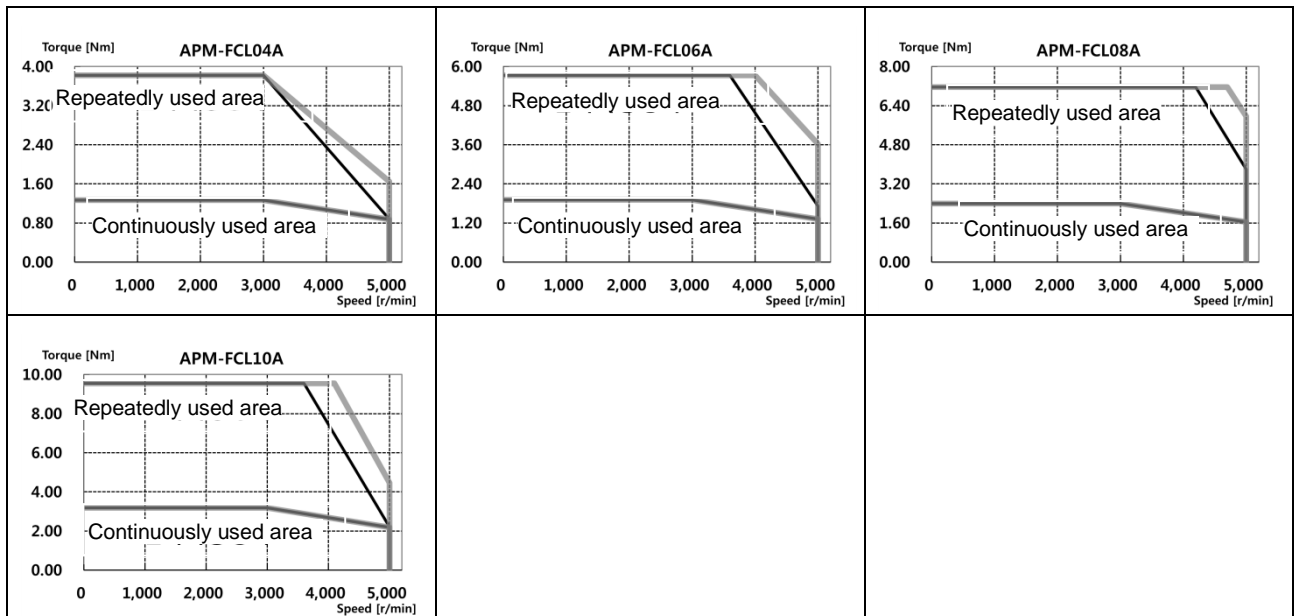 Torque [Nm] APM-FCL04A
4.00
3.20
2.40
1.60
0.80
0.00
Repeatedly used area
Continuously used area
0 1,000 2,000 3,000 4,000 5,000
Speed [r/min]
Torque [Nm] APM-FCL06A
6.00
4.80
3.60
2.40
1.20
0.00
Repeatedly used area
Continuously used area
0 1,000 2,000 3,000 4,000 5,000
Speed [r/min]
Torque [Nm] APM-FCL08A
8.00
6.40
4.80
3.20
1.60
0.00
Repeatedly used area
Continuously used area
0 1,000 2,000 3,000 4,000 5,000
Speed [r/min]
Torque [Nm] APM-FCL10A
10.00
8.00
6.00
4.00
2.00
0.00
Repeatedly used area
Continuously used area
0 1,000 2,000 3,000 4,000 5,000
Speed [r/min]